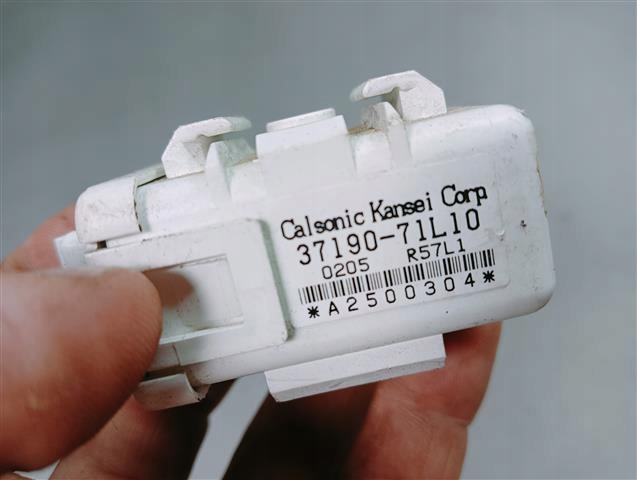 Calsonic Kansei Corp.
37190-71L10
0205 R57L1
*A2500304*